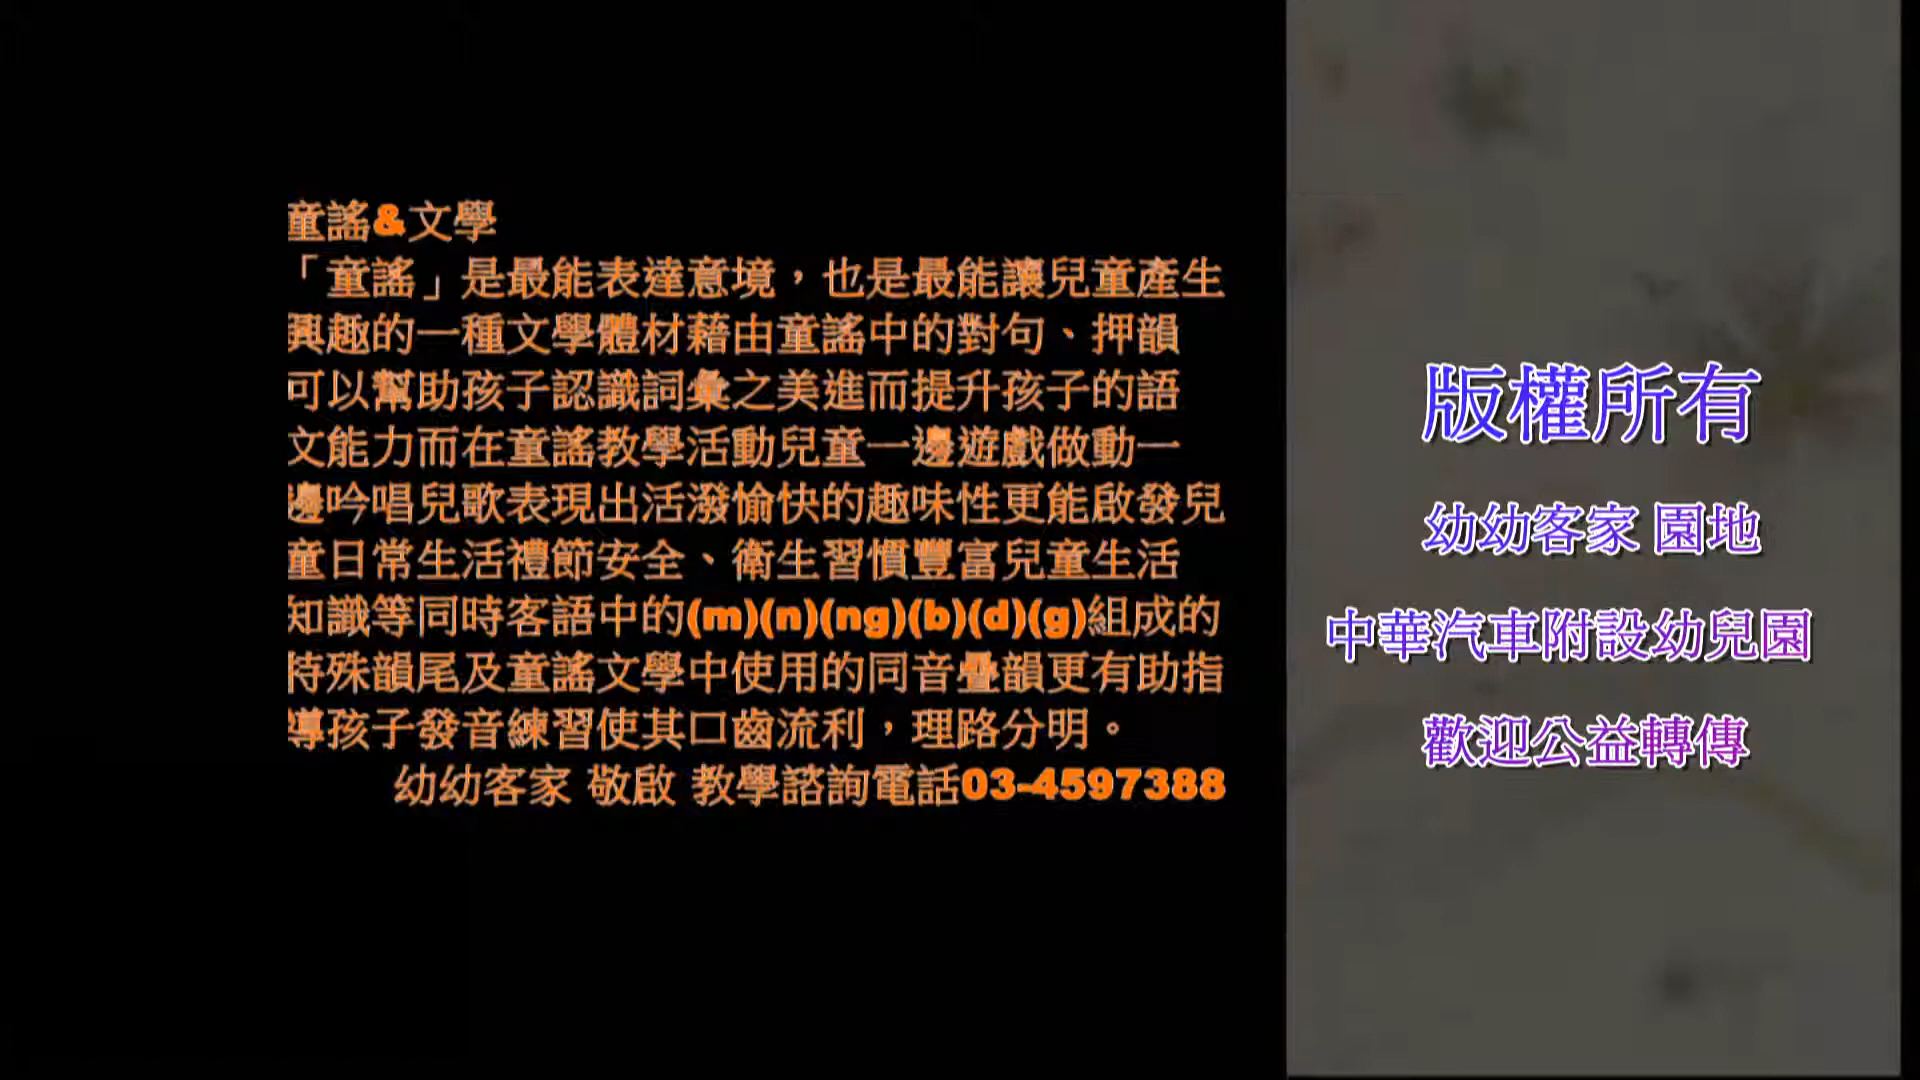 童謠&文學
「童謠」是最能表達意境，也是最能讓兒童產生
興趣的一種文學體材藉由童謠中的對句、押韻
可以幫助孩子認識詞彙之美進而提升孩子的語
文能力而在童謠教學活動兒童一邊遊戲做動一
邊吟唱兒歌表現出活潑愉快的趣味性更能啟發兒
童日常生活禮節安全、衛生習慣豐富兒童生活
知識等同時客語中的(m)(n)(ng)(b)(d)(g)組成的
特殊韻尾及童謠文學中使用的同音疊韻更有助指
導孩子發音練習使其口齒流利，理路分明。
幼幼客家 敬啟 教學諮詢電話03-4597388
版權所有
幼幼客家 園地
中華汽車附設幼兒園
歡迎公益轉傳